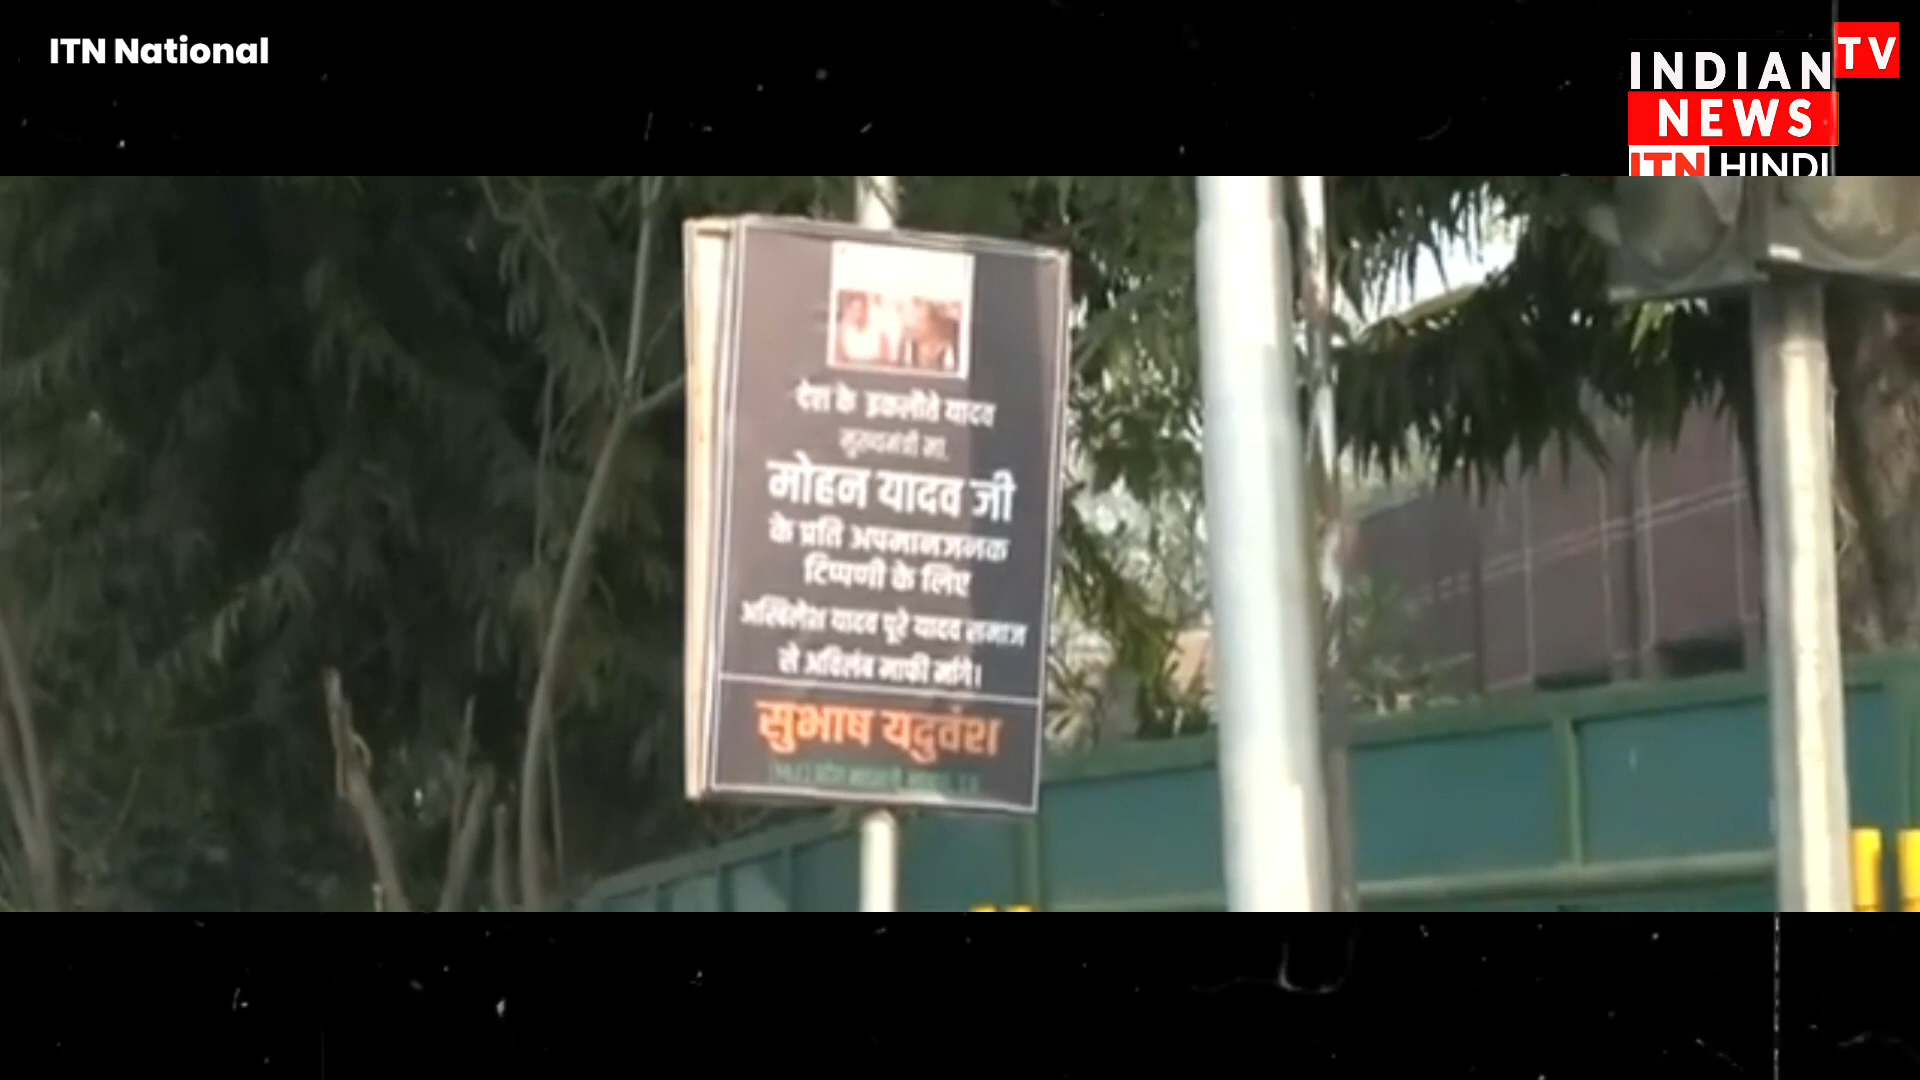 ITN National
INDIAN TV
NEWS
ITN HINDI
देश के इकलौते यादव
मुख्यमंत्री मा.
मोहन यादव जी
के प्रति अपमानजनक
टिप्पणी के लिए
अखिलेश यादव पूरे यादव समाज
से अविलंब माफी मांगे।
सुभाष यदुवंश